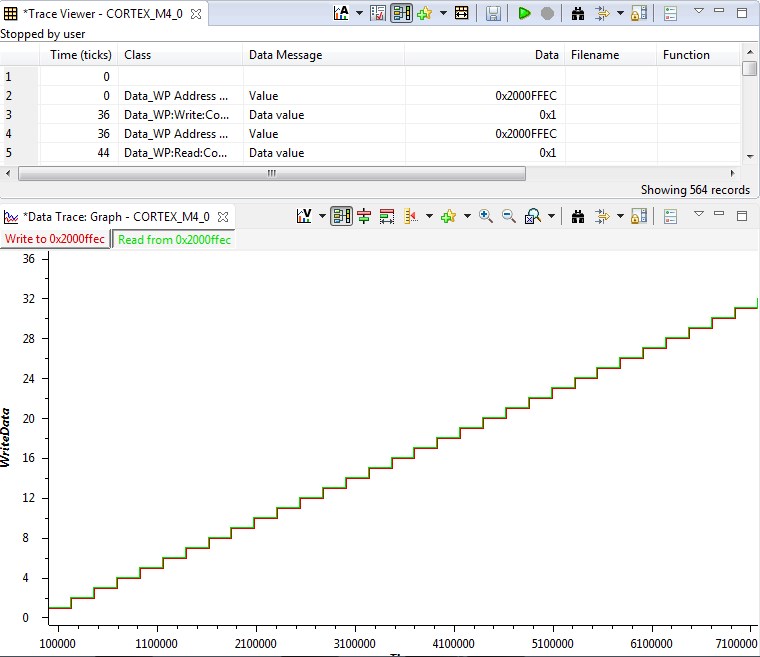 *Trace Viewer - CORTEX_M4_0
Stopped by user
Time (ticks) Class Data Message Data Filename Function
1 0
2 0 Data_WP Address ... Value 0x2000FFEC
3 36 Data_WP:Write:Co... Data value 0x1
4 36 Data_WP Address ... Value 0x2000FFEC
5 44 Data_WP:Read:Co... Data value 0x1
Showing 564 records
*Data Trace: Graph - CORTEX_M4_0
Write to 0x2000ffec Read from 0x2000ffec
36
32
28
24
20
16
12
8
4
0
WriteData
100000 1100000 2100000 3100000 4100000 5100000 6100000 7100000